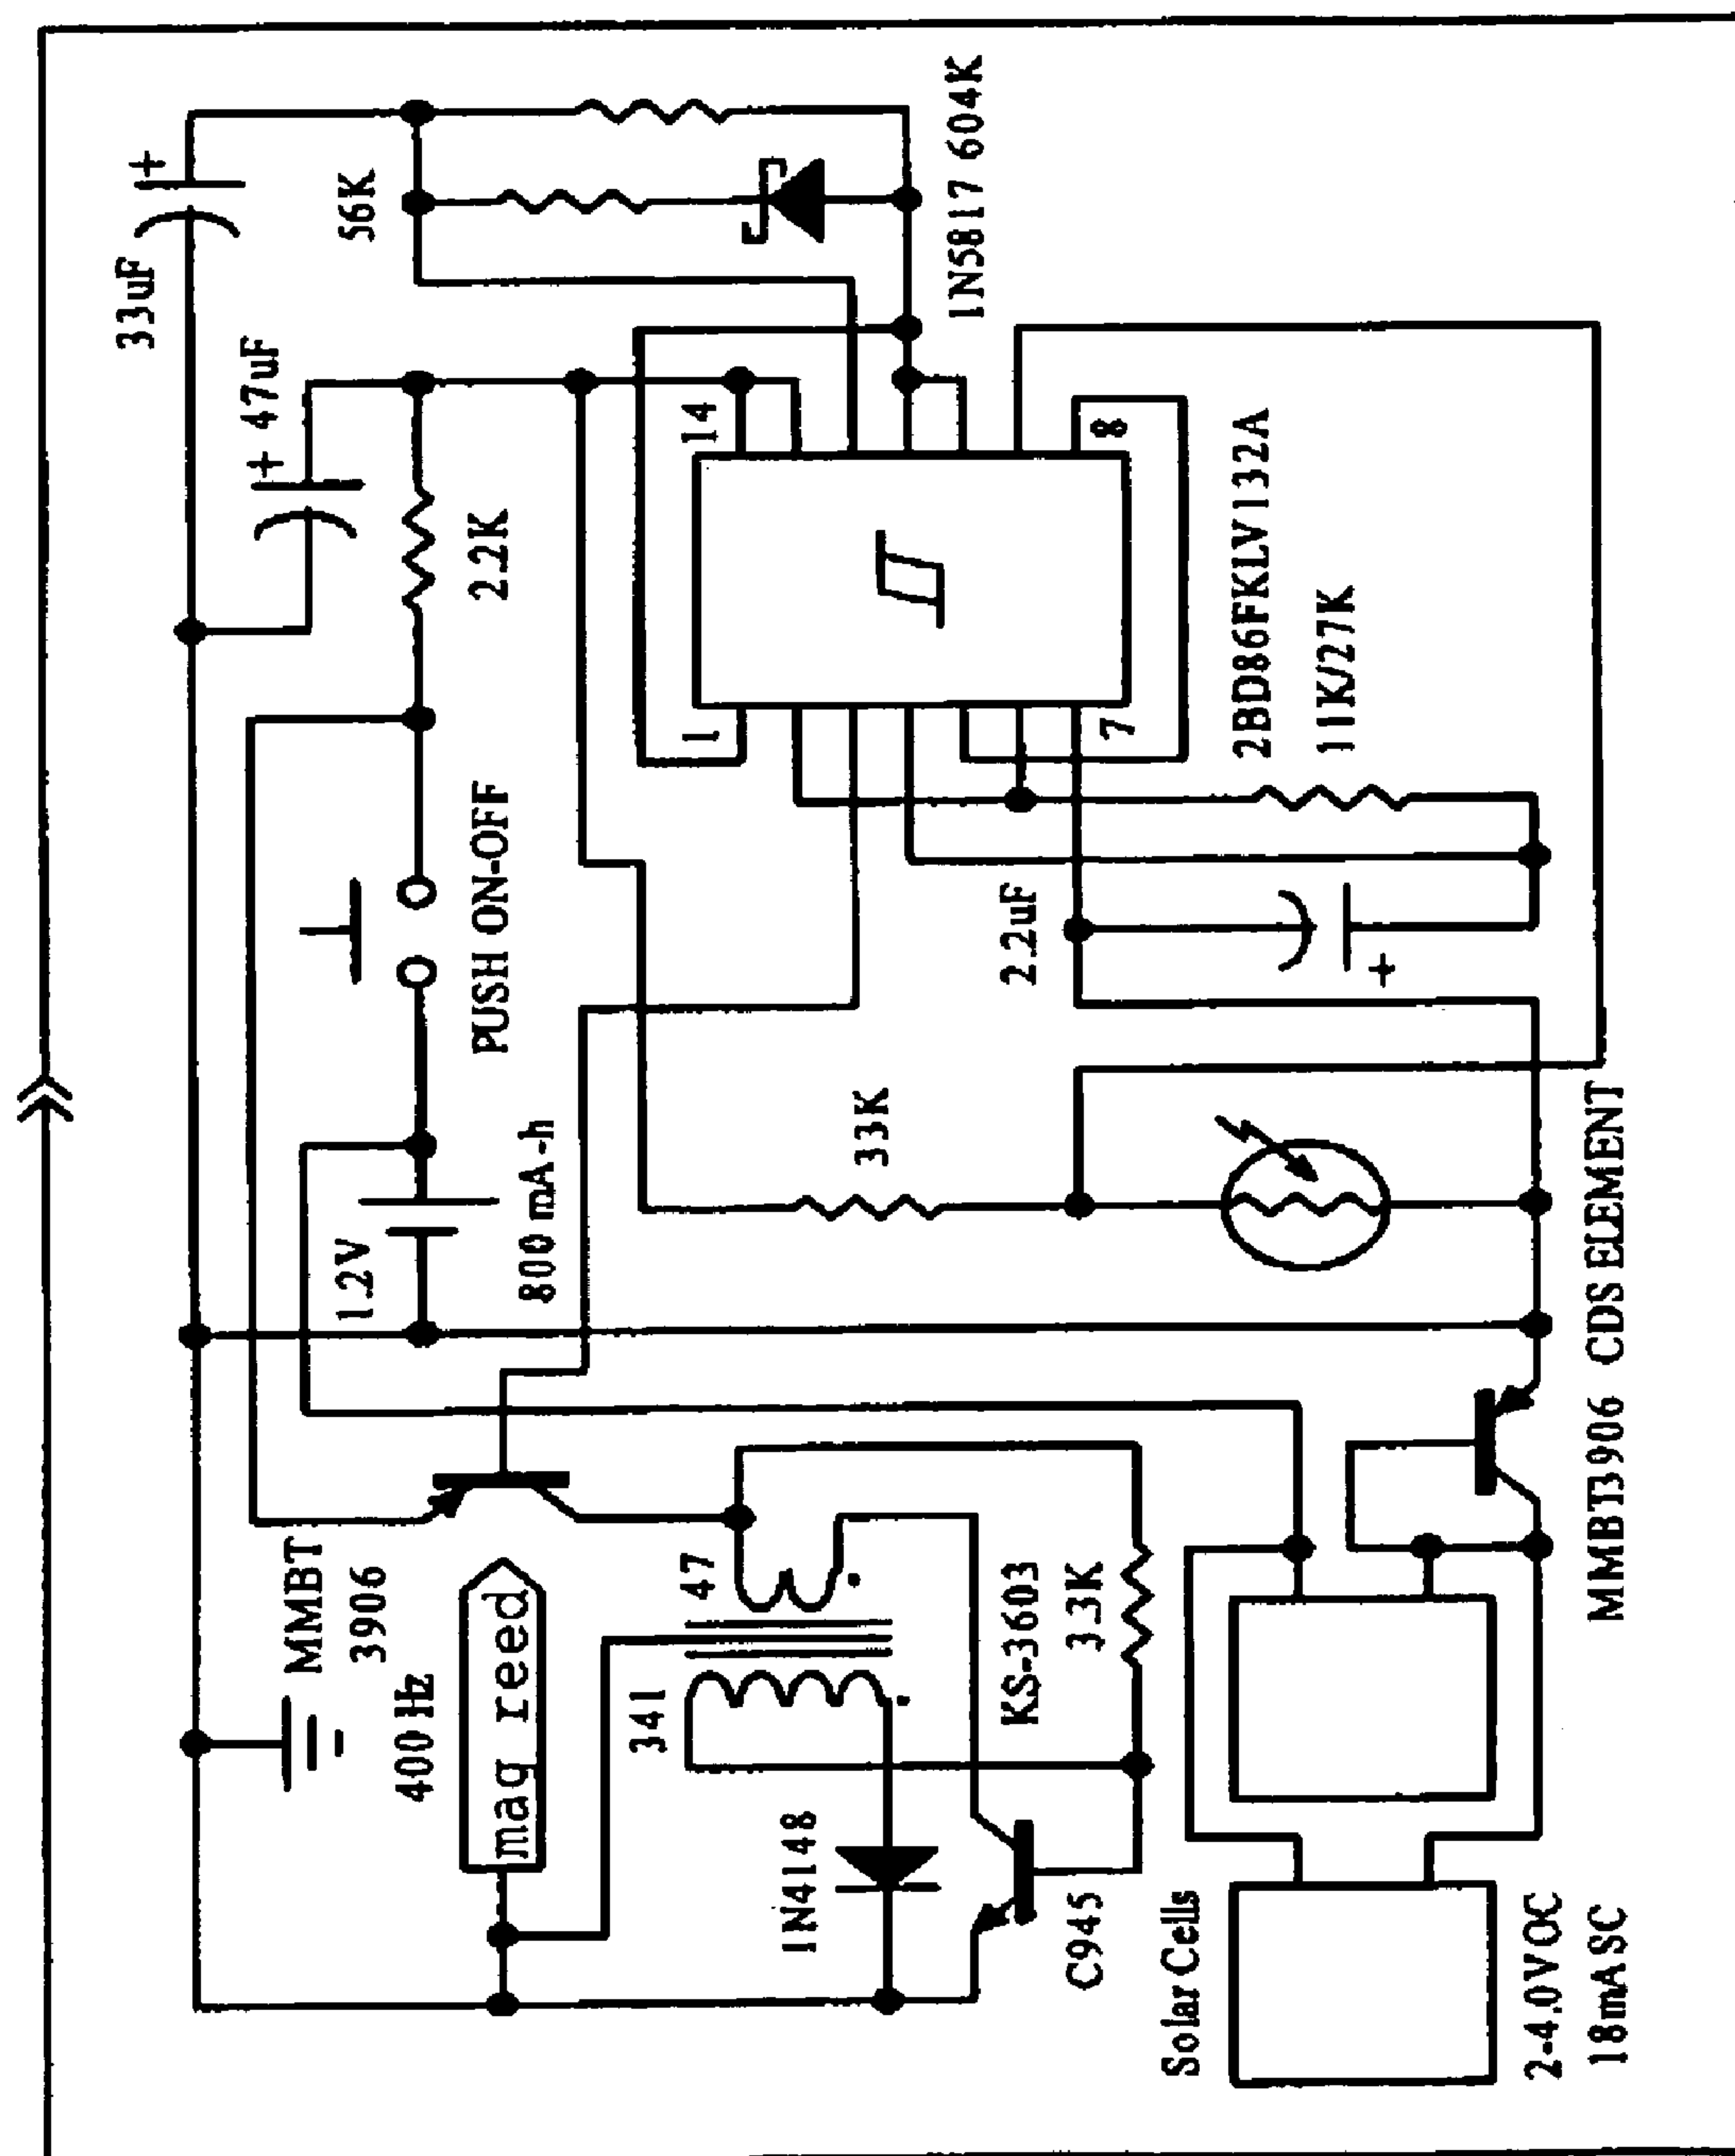 33uF
+
56K
+ 47uF
2.2K
1N5817 604K
14
1
8
7
2BD86FKLV132A
11K/27K
PUSH ON-OFF
2.2uF
+
1.2V
800 mA-h
33K
CDS ELEMENT
MMBT3906
MMBT
3906
400 Hz
mag reed
341
47
KS-3603
3.3K
1N4148
C945
Solar Cells
2-4.0VOC
18mASC